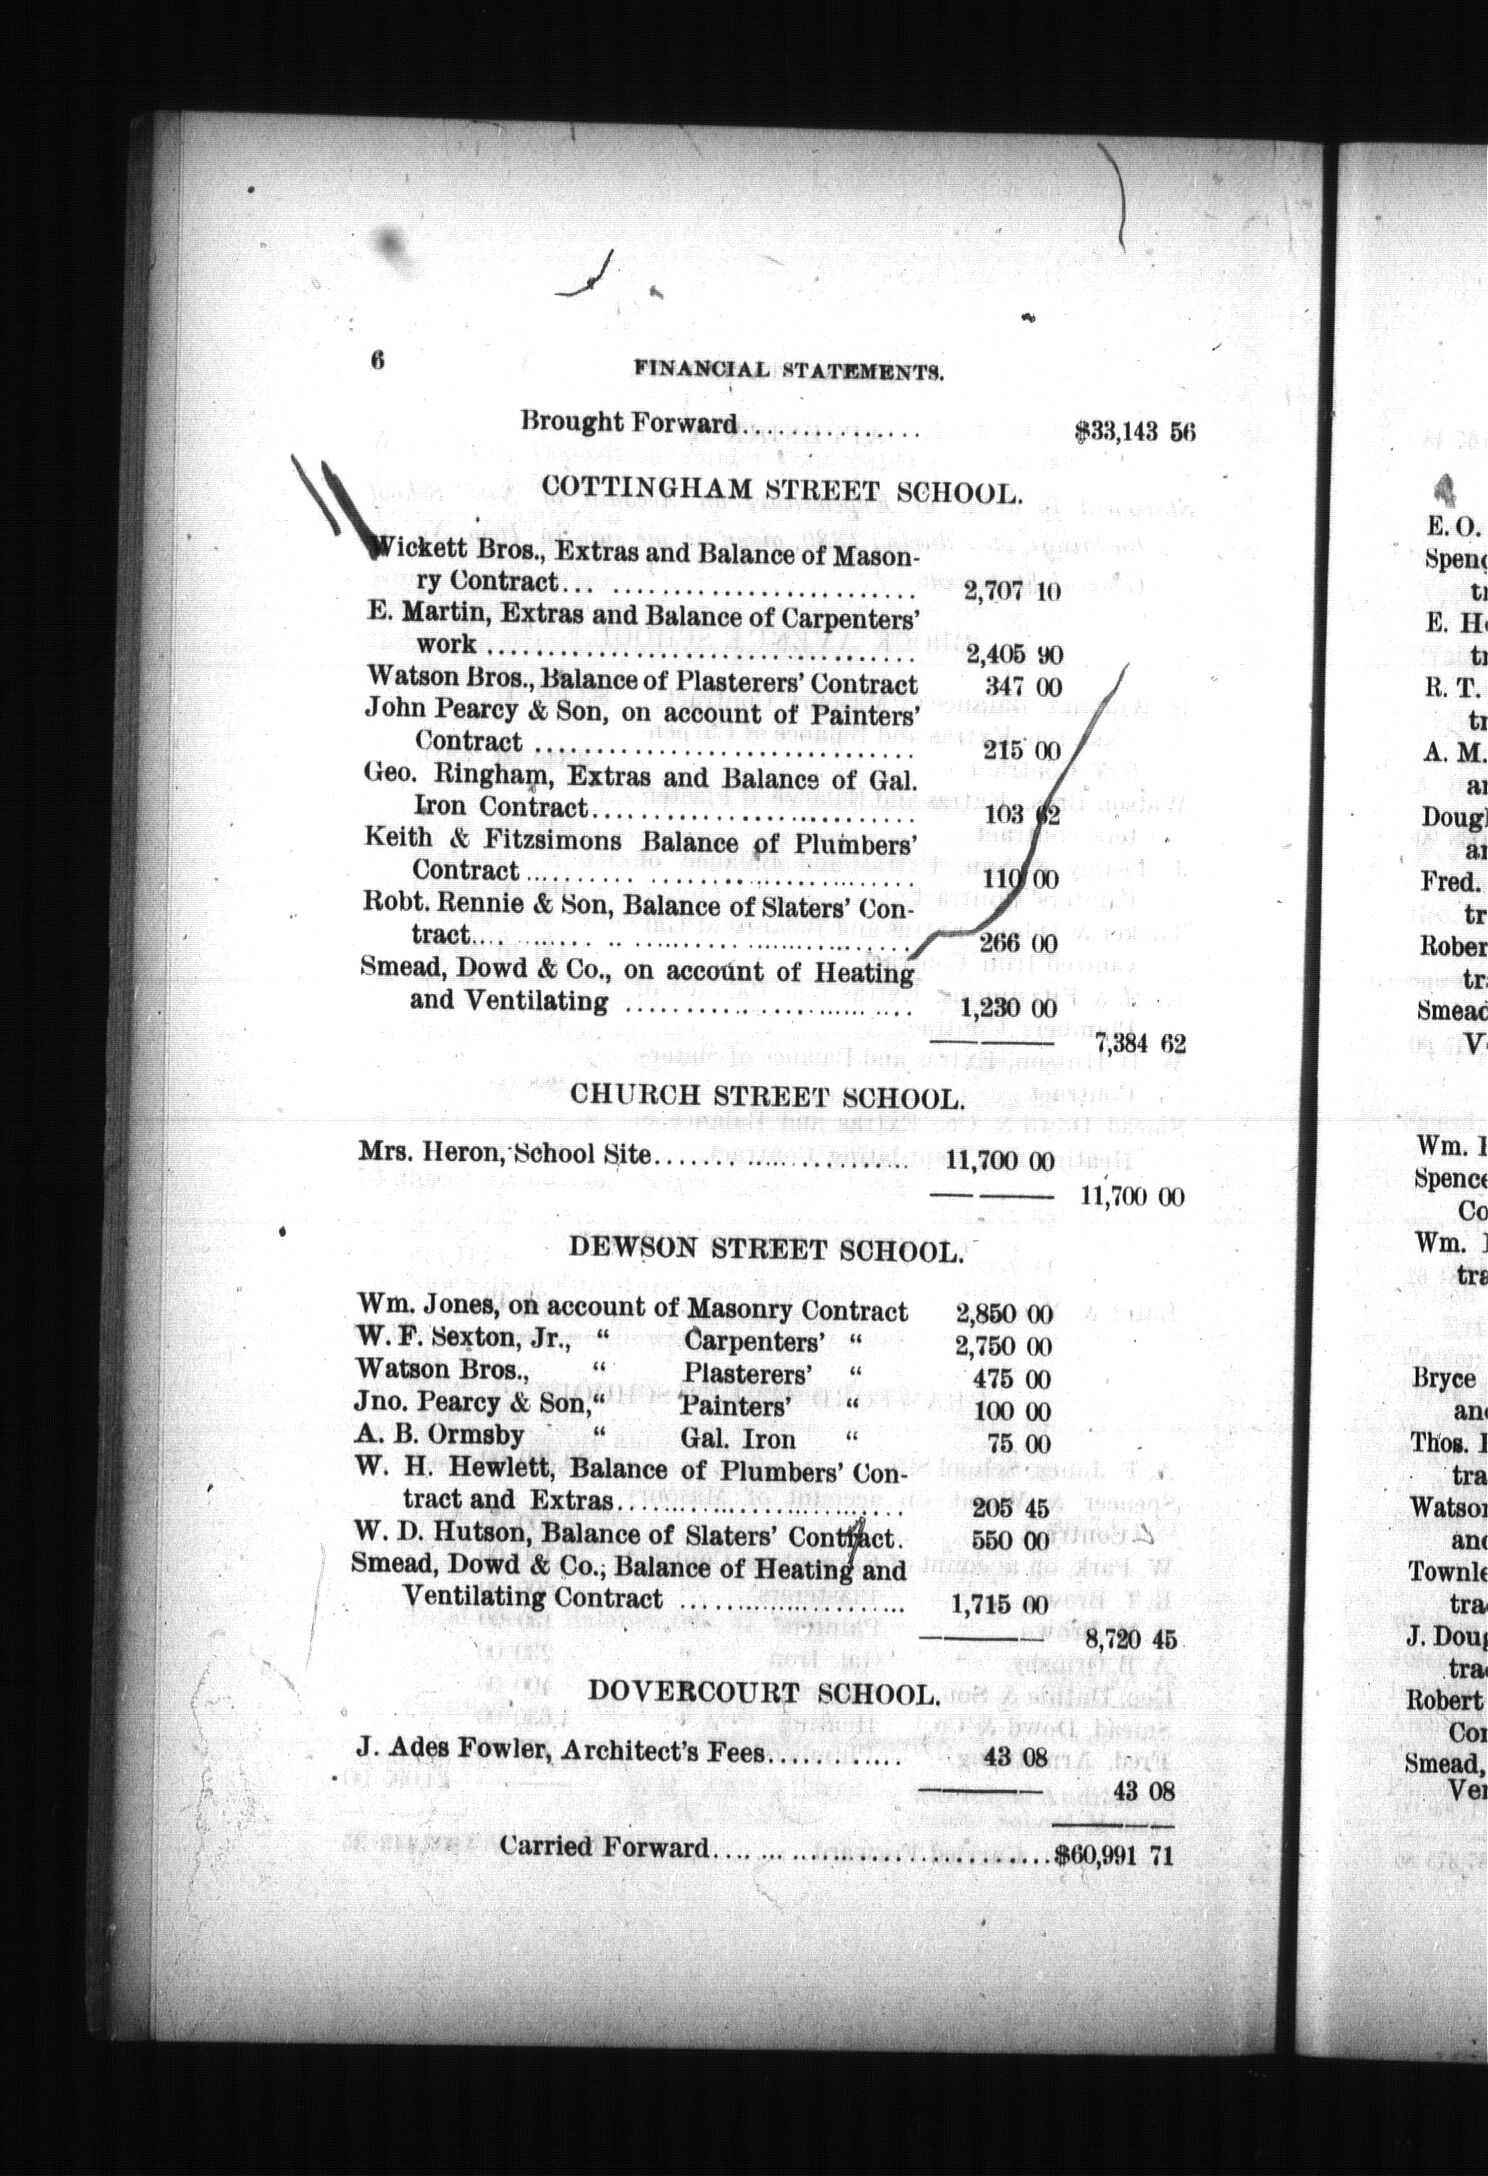 6 FINANCIAL STATEMENTS.
Brought Forward............... $33,143 56
COTTINGHAM STREET SCHOOL.
Wickett Bros., Extras and Balance of Mason-
ry Contract... ......................... 2,707 10
E. Martin, Extras and Balance of Carpenters'
work ................................... 2,405 90
Watson Bros., Balance of Plasterers' Contract 347 00
John Pearcy & Son, on account of Painters'
Contract ............................... 215 00
Geo. Ringham, Extras and Balance of Gal.
Iron Contract........................... 103 62
Keith & Fitzsimons Balance of Plumbers'
Contract ......... ...................... 110 00
Robt. Rennie & Son, Balance of Slaters' Con-
tract... ....... .. ........................ 266 00
Smead, Dowd & Co., on account of Heating
and Ventilating ........................ 1,230 00
7,384 62
CHURCH STREET SCHOOL.
Mrs. Heron, School Site..................... 11,700 00
11,700 00
DEWSON STREET SCHOOL.
Wm. Jones, on account of Masonry Contract 2,850 00
W. F. Sexton, Jr., “ Carpenters' “ 2,750 00
Watson Bros., “ Plasterers' “ 475 00
Jno. Pearcy & Son,“ Painters' “ 100 00
A. B. Ormsby “ Gal. Iron “ 75 00
W. H. Hewlett, Balance of Plumbers' Con-
tract and Extras........................ 205 45
W. D. Hutson, Balance of Slaters' Contract. 550 00
Smead, Dowd & Co., Balance of Heating and
Ventilating Contract ................... 1,715 00
8,720 45
DOVERCOURT SCHOOL.
J. Ades Fowler, Architect's Fees............ 43 08
43 08
Carried Forward............................$60,991 71
E. O.
E.
R. T.
A. M.
Fred.
Smead
Wm.
Wm.
Bryce
Thos.
Robert
Smead,